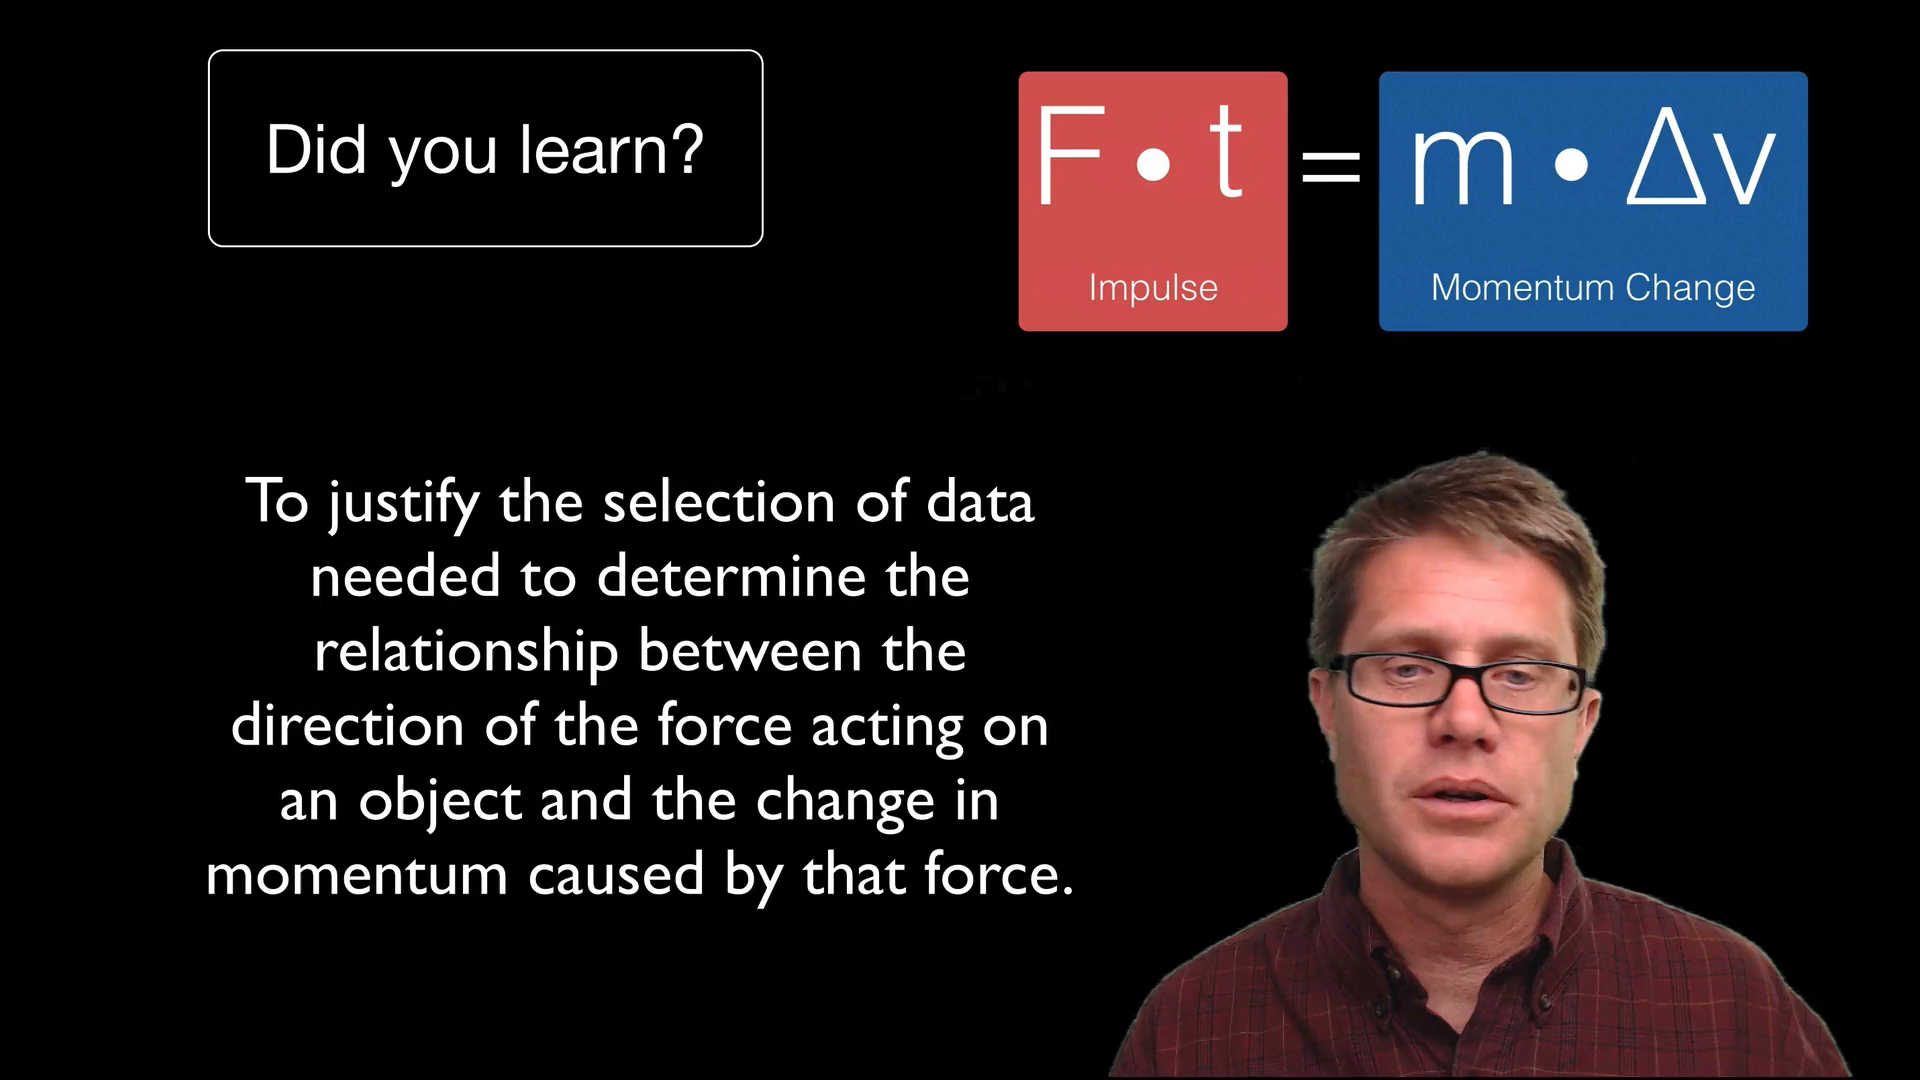 Did you learn?
F • t = m • Δv
Impulse
Momentum Change
To justify the selection of data
needed to determine the
relationship between the
direction of the force acting on
an object and the change in
momentum caused by that force.